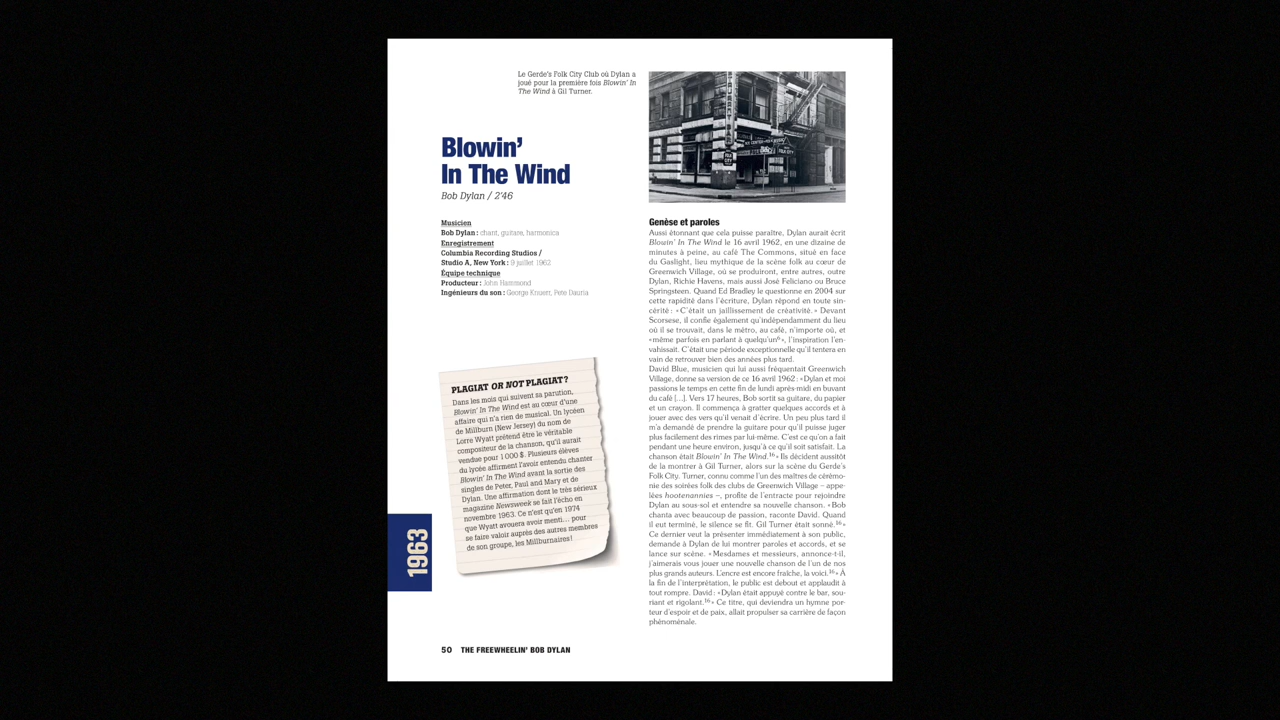 Le Gerde's Folk City Club où Dylan a
joué pour la première fois Blowin' In
The Wind à Gil Turner.
Blowin'
In The Wind
Bob Dylan / 2'46
Musicien
Bob Dylan : chant, guitare, harmonica
Enregistrement
Columbia Recording Studios /
Studio A, New York : 9 juillet 1962
Équipe technique
Producteur : John Hammond
Ingénieurs du son : George Knuerr, Pete Dauria
PLAGIAT OR NOT PLAGIAT ?
Dans les mois qui suivent sa parution,
Blowin' In The Wind est au cœur d'une
affaire qui n'a rien de musical. Un lycéen
de Millburn (New Jersey) du nom de
Lorre Wyatt prétend être le véritable
compositeur de la chanson, qu'il aurait
vendue pour 1 000 $. Plusieurs élèves
du lycée affirment l'avoir entendu chanter
Blowin' In The Wind avant la sortie des
singles de Peter, Paul and Mary et de
Dylan. Une affirmation dont le très sérieux
magazine Newsweek se fait l'écho en
novembre 1963. Ce n'est qu'en 1974
que Wyatt avouera avoir menti… pour
se faire valoir auprès des autres membres
de son groupe, les Millburnaires !
1963
Genèse et paroles
Aussi étonnant que cela puisse paraître, Dylan aurait écrit
Blowin' In The Wind le 16 avril 1962, en une dizaine de
minutes à peine, au café The Commons, situé en face
du Gaslight, lieu mythique de la scène folk au cœur de
Greenwich Village, où se produiront, entre autres, outre
Dylan, Richie Havens, mais aussi José Feliciano ou Bruce
Springsteen. Quand Ed Bradley le questionne en 2004 sur
cette rapidité dans l'écriture, Dylan répond en toute sin-
cérité : « C'était un jaillissement de créativité. » Devant
Scorsese, il confie également qu'indépendamment du lieu
où il se trouvait, dans le métro, au café, n'importe où, et
« même parfois en parlant à quelqu'un⁶ », l'inspiration l'en-
vahissait. C'était une période exceptionnelle qu'il tentera en
vain de retrouver bien des années plus tard.
David Blue, musicien qui lui aussi fréquentait Greenwich
Village, donne sa version de ce 16 avril 1962 : « Dylan et moi
passions le temps en cette fin de lundi après-midi en buvant
du café […]. Vers 17 heures, Bob sortit sa guitare, du papier
et un crayon. Il commença à gratter quelques accords et à
jouer avec des vers qu'il venait d'écrire. Un peu plus tard il
m'a demandé de prendre la guitare pour qu'il puisse juger
plus facilement des rimes par lui-même. C'est ce qu'on a fait
pendant une heure environ, jusqu'à ce qu'il soit satisfait. La
chanson était Blowin' In The Wind.¹⁶ » Ils décident aussitôt
de la montrer à Gil Turner, alors sur la scène du Gerde's
Folk City. Turner, connu comme l'un des maîtres de cérémo-
nie des soirées folk des clubs de Greenwich Village – appe-
lées hootenannies –, profite de l'entracte pour rejoindre
Dylan au sous-sol et entendre sa nouvelle chanson. « Bob
chanta avec beaucoup de passion, raconte David. Quand
il eut terminé, le silence se fit. Gil Turner était sonné.¹⁶ »
Ce dernier veut la présenter immédiatement à son public,
demande à Dylan de lui montrer paroles et accords, et se
lance sur scène. « Mesdames et messieurs, annonce-t-il,
j'aimerais vous jouer une nouvelle chanson de l'un de nos
plus grands auteurs. L'encre est encore fraîche, la voici.¹⁶ » À
la fin de l'interprétation, le public est debout et applaudit à
tout rompre. David : « Dylan était appuyé contre le bar, sou-
riant et rigolant.¹⁶ » Ce titre, qui deviendra un hymne por-
teur d'espoir et de paix, allait propulser sa carrière de façon
phénoménale.
50 THE FREEWHEELIN' BOB DYLAN